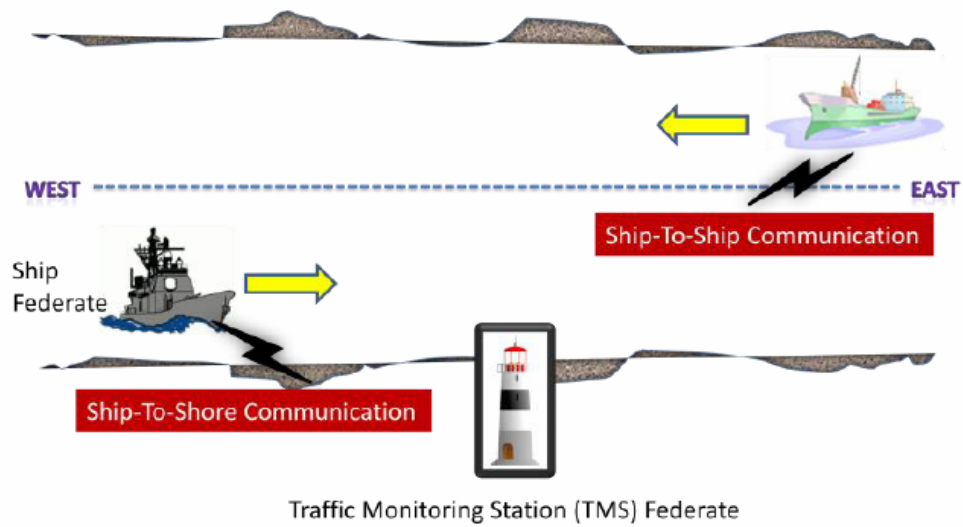 WEST
EAST
Ship-To-Ship Communication
Ship
Federate
Ship-To-Shore Communication
Traffic Monitoring Station (TMS) Federate